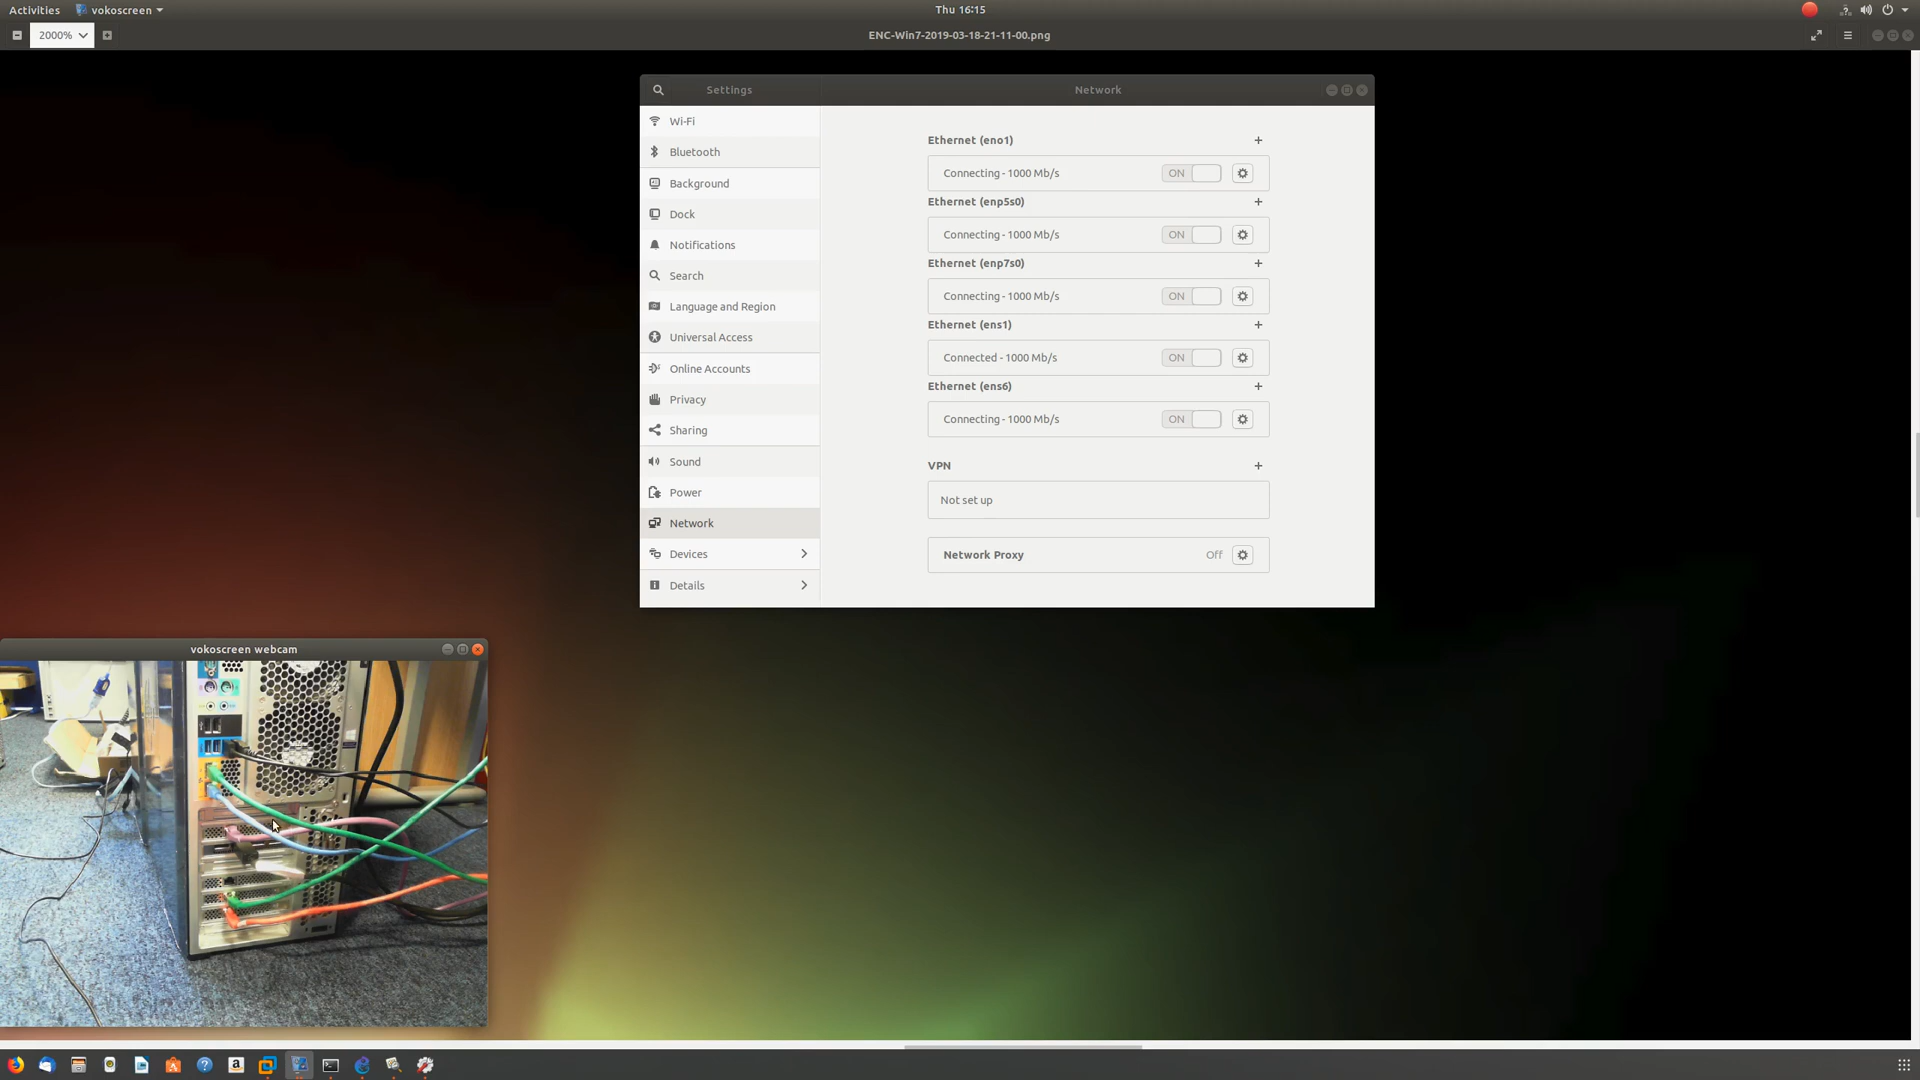 Activities
vokoscreen
Thu 16:15
2000%
ENC-Win7-2019-03-18-21-11-00.png
Settings
Network
Wi-Fi
Bluetooth
Background
Dock
Notifications
Search
Language and Region
Universal Access
Online Accounts
Privacy
Sharing
Sound
Power
Network
Devices
Details
Ethernet (eno1)
Connecting - 1000 Mb/s
ON
Ethernet (enp5s0)
Connecting - 1000 Mb/s
ON
Ethernet (enp7s0)
Connecting - 1000 Mb/s
ON
Ethernet (ens1)
Connected - 1000 Mb/s
ON
Ethernet (ens6)
Connecting - 1000 Mb/s
ON
VPN
Not set up
Network Proxy
Off
vokoscreen webcam